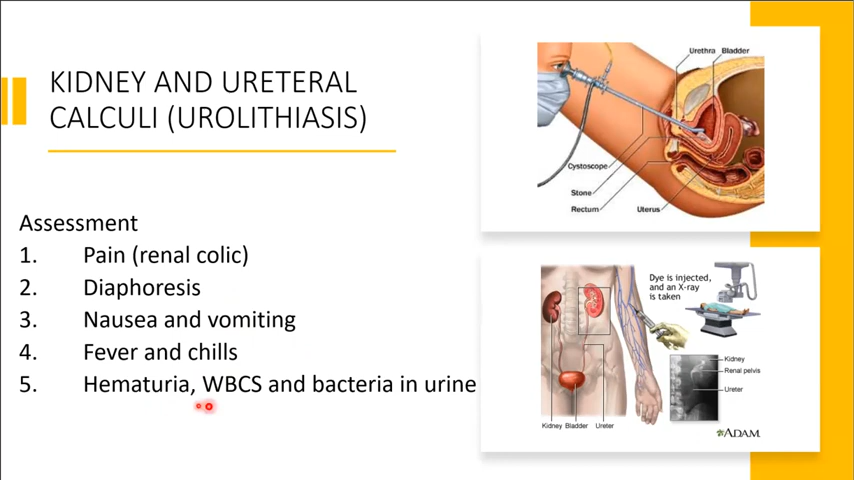 KIDNEY AND URETERAL
CALCULI (UROLITHIASIS)
Assessment
1. Pain (renal colic)
2. Diaphoresis
3. Nausea and vomiting
4. Fever and chills
5. Hematuria, WBCS and bacteria in urine
Urethra Bladder
Cystoscope
Stone
Rectum Uterus
Dye is injected,
and an X-ray
is taken
Kidney
Renal pelvis
Ureter
Kidney Bladder Ureter
ADAM